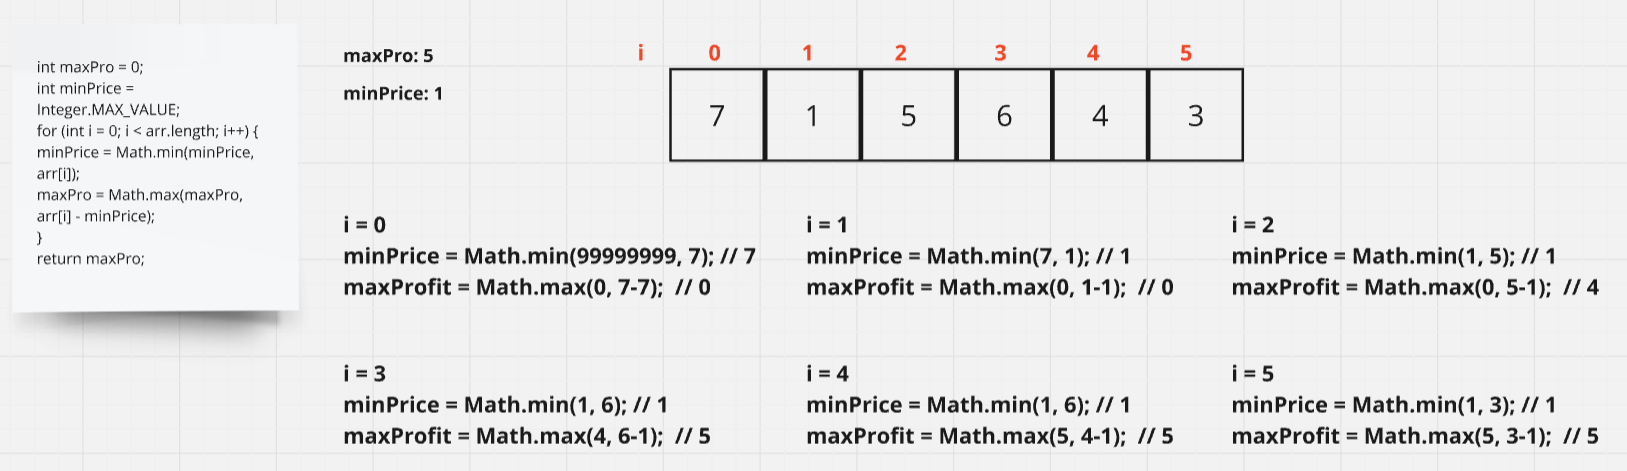 int maxPro = 0;
int minPrice =
Integer.MAX_VALUE;
for (int i = 0; i < arr.length; i++) {
minPrice = Math.min(minPrice,
arr[i]);
maxPro = Math.max(maxPro,
arr[i] - minPrice);
}
return maxPro;
maxPro: 5
minPrice: 1
i 0 1 2 3 4 5
7 1 5 6 4 3
i = 0
minPrice = Math.min(99999999, 7); // 7
maxProfit = Math.max(0, 7-7); // 0
i = 1
minPrice = Math.min(7, 1); // 1
maxProfit = Math.max(0, 1-1); // 0
i = 2
minPrice = Math.min(1, 5); // 1
maxProfit = Math.max(0, 5-1); // 4
i = 3
minPrice = Math.min(1, 6); // 1
maxProfit = Math.max(4, 6-1); // 5
i = 4
minPrice = Math.min(1, 6); // 1
maxProfit = Math.max(5, 4-1); // 5
i = 5
minPrice = Math.min(1, 3); // 1
maxProfit = Math.max(5, 3-1); // 5